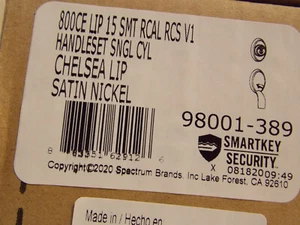 800CE LIP 15 SMT RCAL RCS V1
HANDLESET SNGL CYL
CHELSEA LIP
SATIN NICKEL
98001-389
SMARTKEY
SECURITY
X 08182009:49
Copyright©2020 Spectrum Brands, Inc Lake Forest, CA 92610
Made in / Hecho en